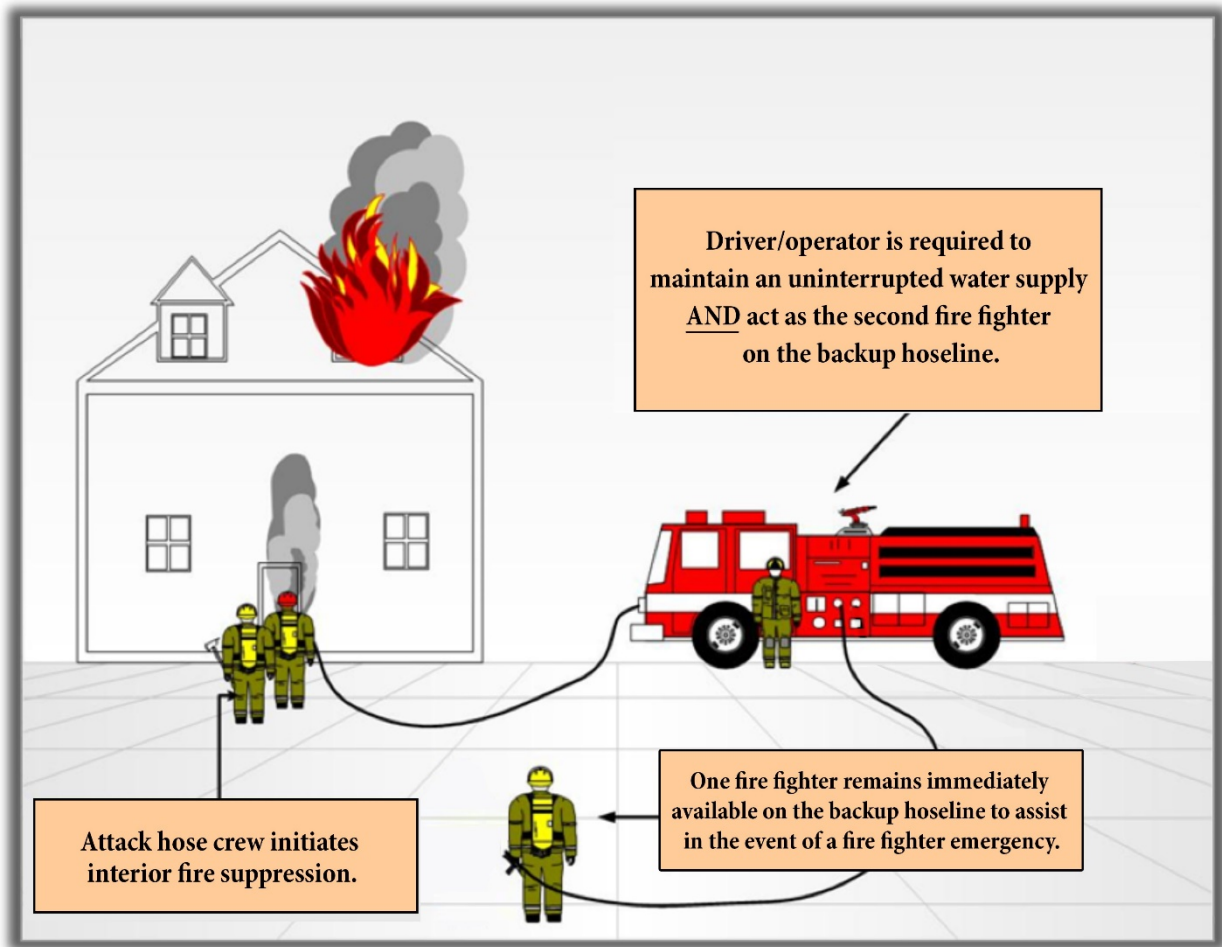 Driver/operator is required to
maintain an uninterrupted water supply
AND act as the second fire fighter
on the backup hoseline.
One fire fighter remains immediately
available on the backup hoseline to assist
in the event of a fire fighter emergency.
Attack hose crew initiates
interior fire suppression.